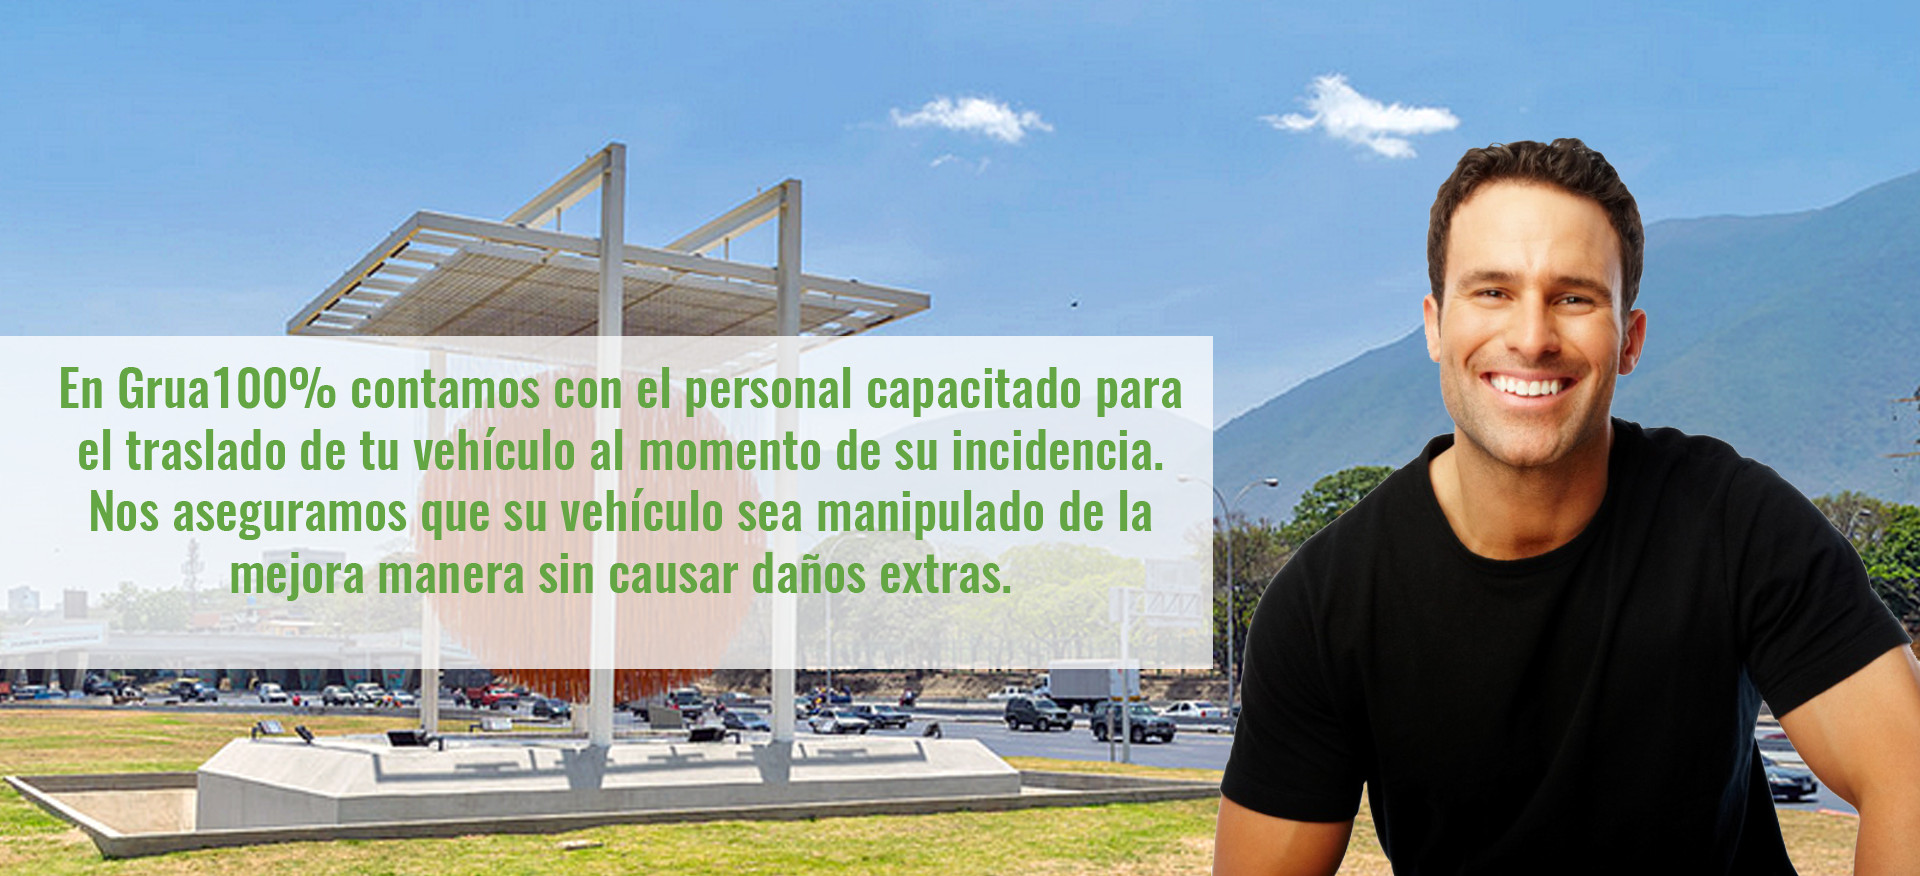 En Grua100% contamos con el personal capacitado para
el traslado de tu vehículo al momento de su incidencia.
Nos aseguramos que su vehículo sea manipulado de la
mejora manera sin causar daños extras.